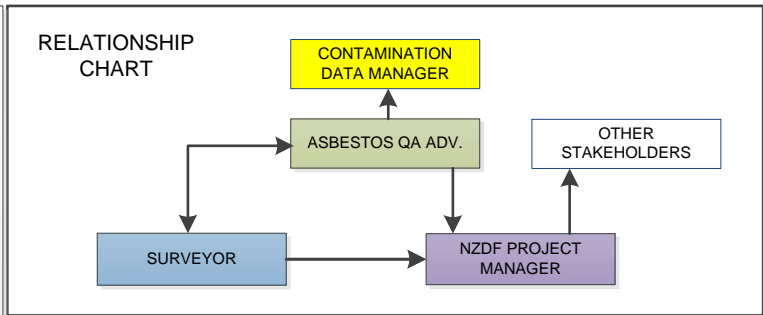 RELATIONSHIP
CHART
CONTAMINATION
DATA MANAGER
ASBESTOS QA ADV.
OTHER
STAKEHOLDERS
SURVEYOR
NZDF PROJECT
MANAGER